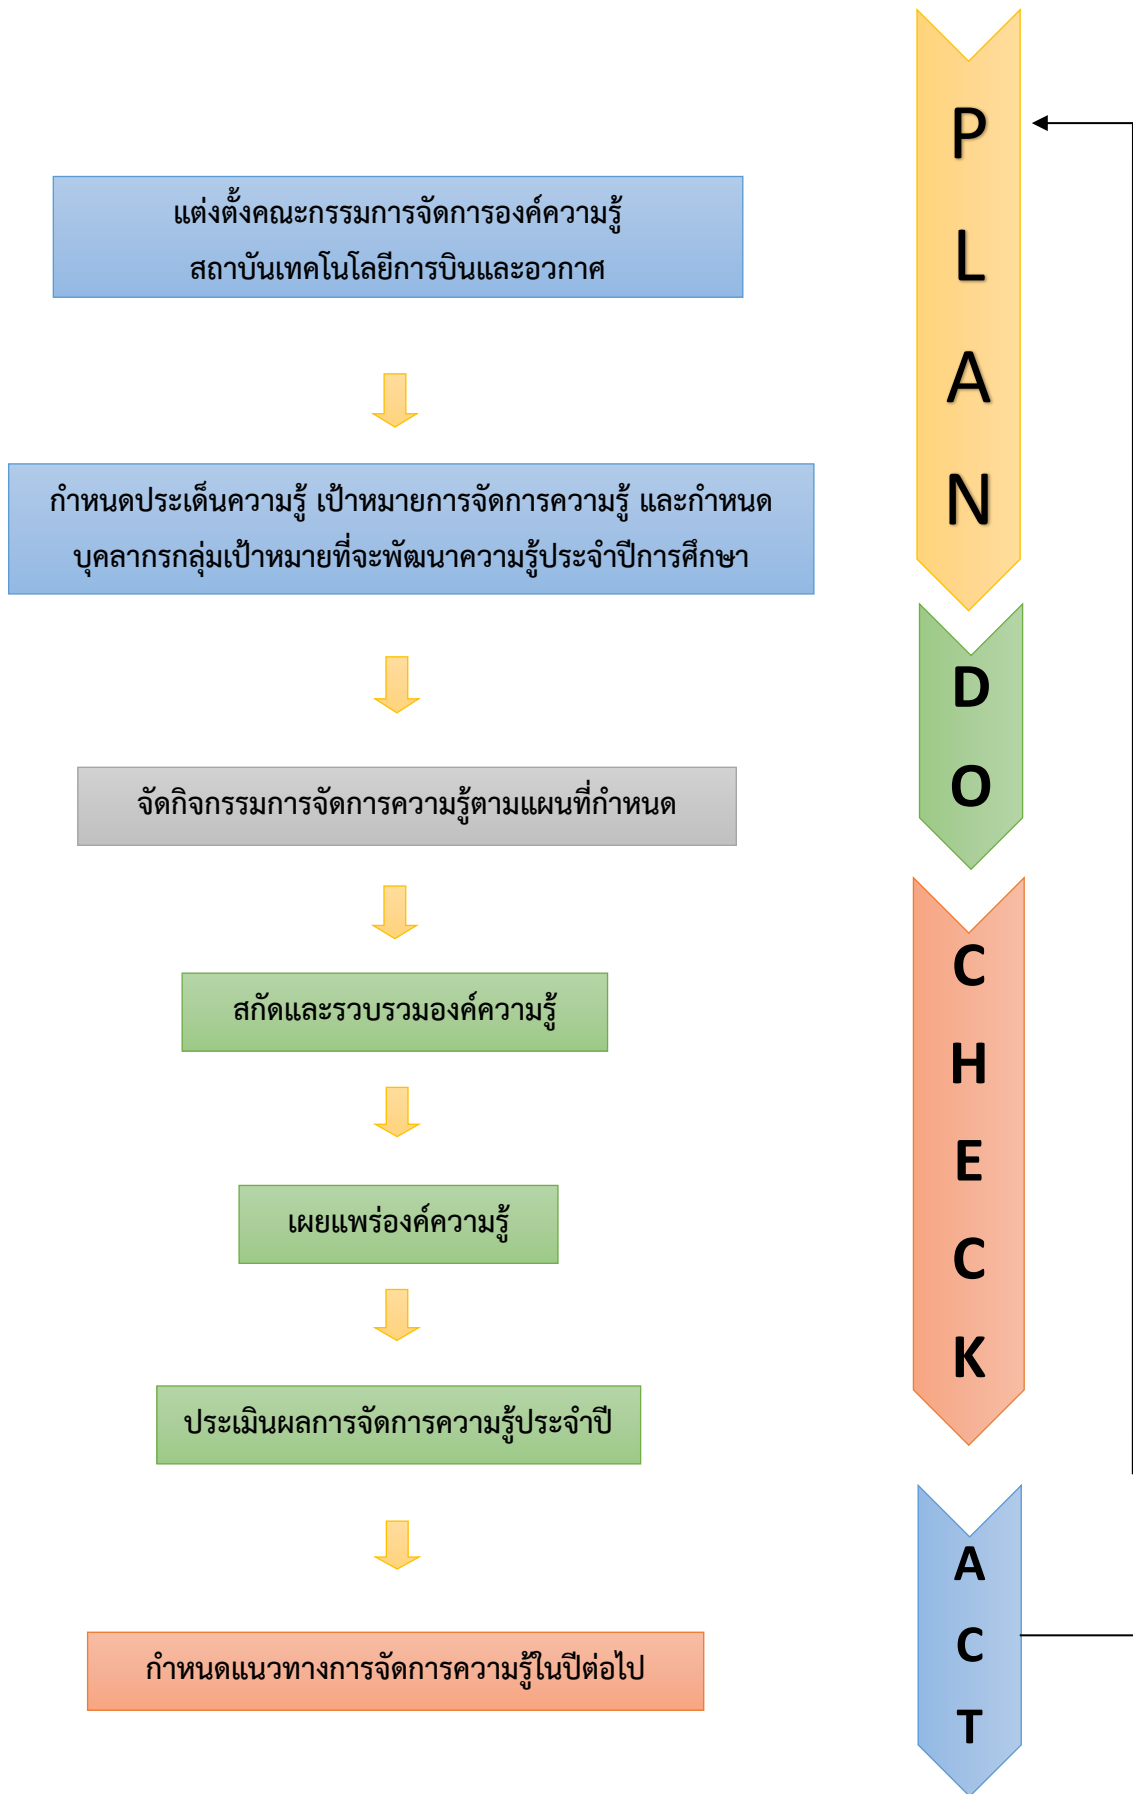 แต่งตั้งคณะกรรมการจัดการองค์ความรู้
สถาบันเทคโนโลยีการบินและอวกาศ
กำหนดประเด็นความรู้ เป้าหมายการจัดการความรู้ และกำหนด
บุคลากรกลุ่มเป้าหมายที่จะพัฒนาความรู้ประจำปีการศึกษา
จัดกิจกรรมการจัดการความรู้ตามแผนที่กำหนด
สกัดและรวบรวมองค์ความรู้
เผยแพร่องค์ความรู้
ประเมินผลการจัดการความรู้ประจำปี
กำหนดแนวทางการจัดการความรู้ในปีต่อไป
P
L
A
N
D
O
C
H
E
C
K
A
C
T